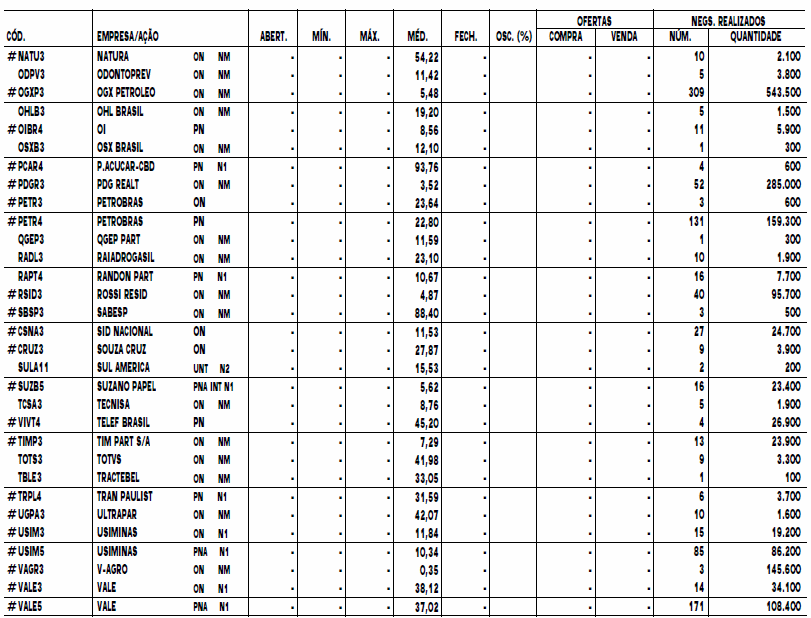 OFERTAS NEGS. REALIZADOS
CÓD. EMPRESA/AÇÃO ABERT. MÍN. MÁX. MÉD. FECH. OSC. (%) COMPRA VENDA NÚM. QUANTIDADE
#NATU3 NATURA ON NM - - - 54,22 - - - 10 2.100
ODPV3 ODONTOPREV ON NM - - - 11,42 - - - 5 3.800
#OGXP3 OGX PETROLEO ON NM - - - 5,48 - - - 309 543.500
OHLB3 OHL BRASIL ON NM - - - 19,20 - - - 5 1.500
#OIBR4 OI PN - - - 8,56 - - - 11 5.900
OSXB3 OSX BRASIL ON NM - - - 12,10 - - - 1 300
#PCAR4 P.ACUCAR-CBD PN N1 - - - 93,76 - - - 4 600
#PDGR3 PDG REALT ON NM - - - 3,52 - - - 52 285.000
#PETR3 PETROBRAS ON - - - 23,64 - - - 3 600
#PETR4 PETROBRAS PN - - - 22,80 - - - 131 159.300
QGEP3 QGEP PART ON NM - - - 11,59 - - - 1 300
RADL3 RAIADROGASIL ON NM - - - 23,10 - - - 10 1.900
RAPT4 RANDON PART PN N1 - - - 10,67 - - - 16 7.700
#RSID3 ROSSI RESID ON NM - - - 4,87 - - - 40 95.700
#SBSP3 SABESP ON NM - - - 88,40 - - - 3 500
#CSNA3 SID NACIONAL ON - - - 11,53 - - - 27 24.700
#CRUZ3 SOUZA CRUZ ON - - - 27,87 - - - 9 3.900
SULA11 SUL AMERICA UNT N2 - - - 15,53 - - - 2 200
#SUZB5 SUZANO PAPEL PNA INT N1 - - - 5,62 - - - 16 23.400
TCSA3 TECNISA ON NM - - - 8,76 - - - 5 1.900
#VIVT4 TELEF BRASIL PN - - - 45,20 - - - 4 26.900
#TIMP3 TIM PART S/A ON NM - - - 7,29 - - - 13 23.900
TOTS3 TOTVS ON NM - - - 41,98 - - - 9 3.300
TBLE3 TRACTEBEL ON NM - - - 33,05 - - - 1 100
#TRPL4 TRAN PAULIST PN N1 - - - 31,59 - - - 6 3.700
#UGPA3 ULTRAPAR ON NM - - - 42,07 - - - 10 1.600
#USIM3 USIMINAS ON N1 - - - 11,84 - - - 15 19.200
#USIM5 USIMINAS PNA N1 - - - 10,34 - - - 85 86.200
#VAGR3 V-AGRO ON NM - - - 0,35 - - - 3 145.600
#VALE3 VALE ON N1 - - - 38,12 - - - 14 34.100
#VALE5 VALE PNA N1 - - - 37,02 - - - 171 108.400